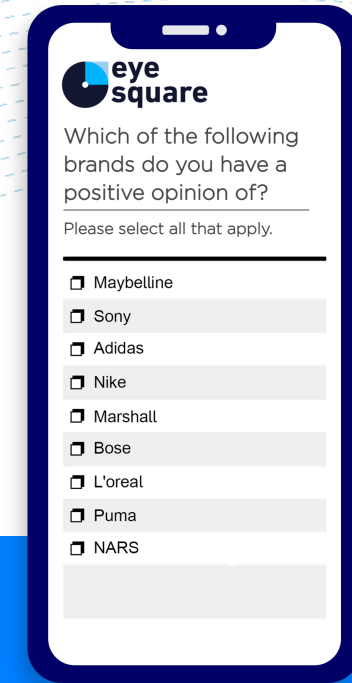 eye
square
Which of the following
brands do you have a
positive opinion of?
Please select all that apply.
Maybelline
Sony
Adidas
Nike
Marshall
Bose
L'oreal
Puma
NARS